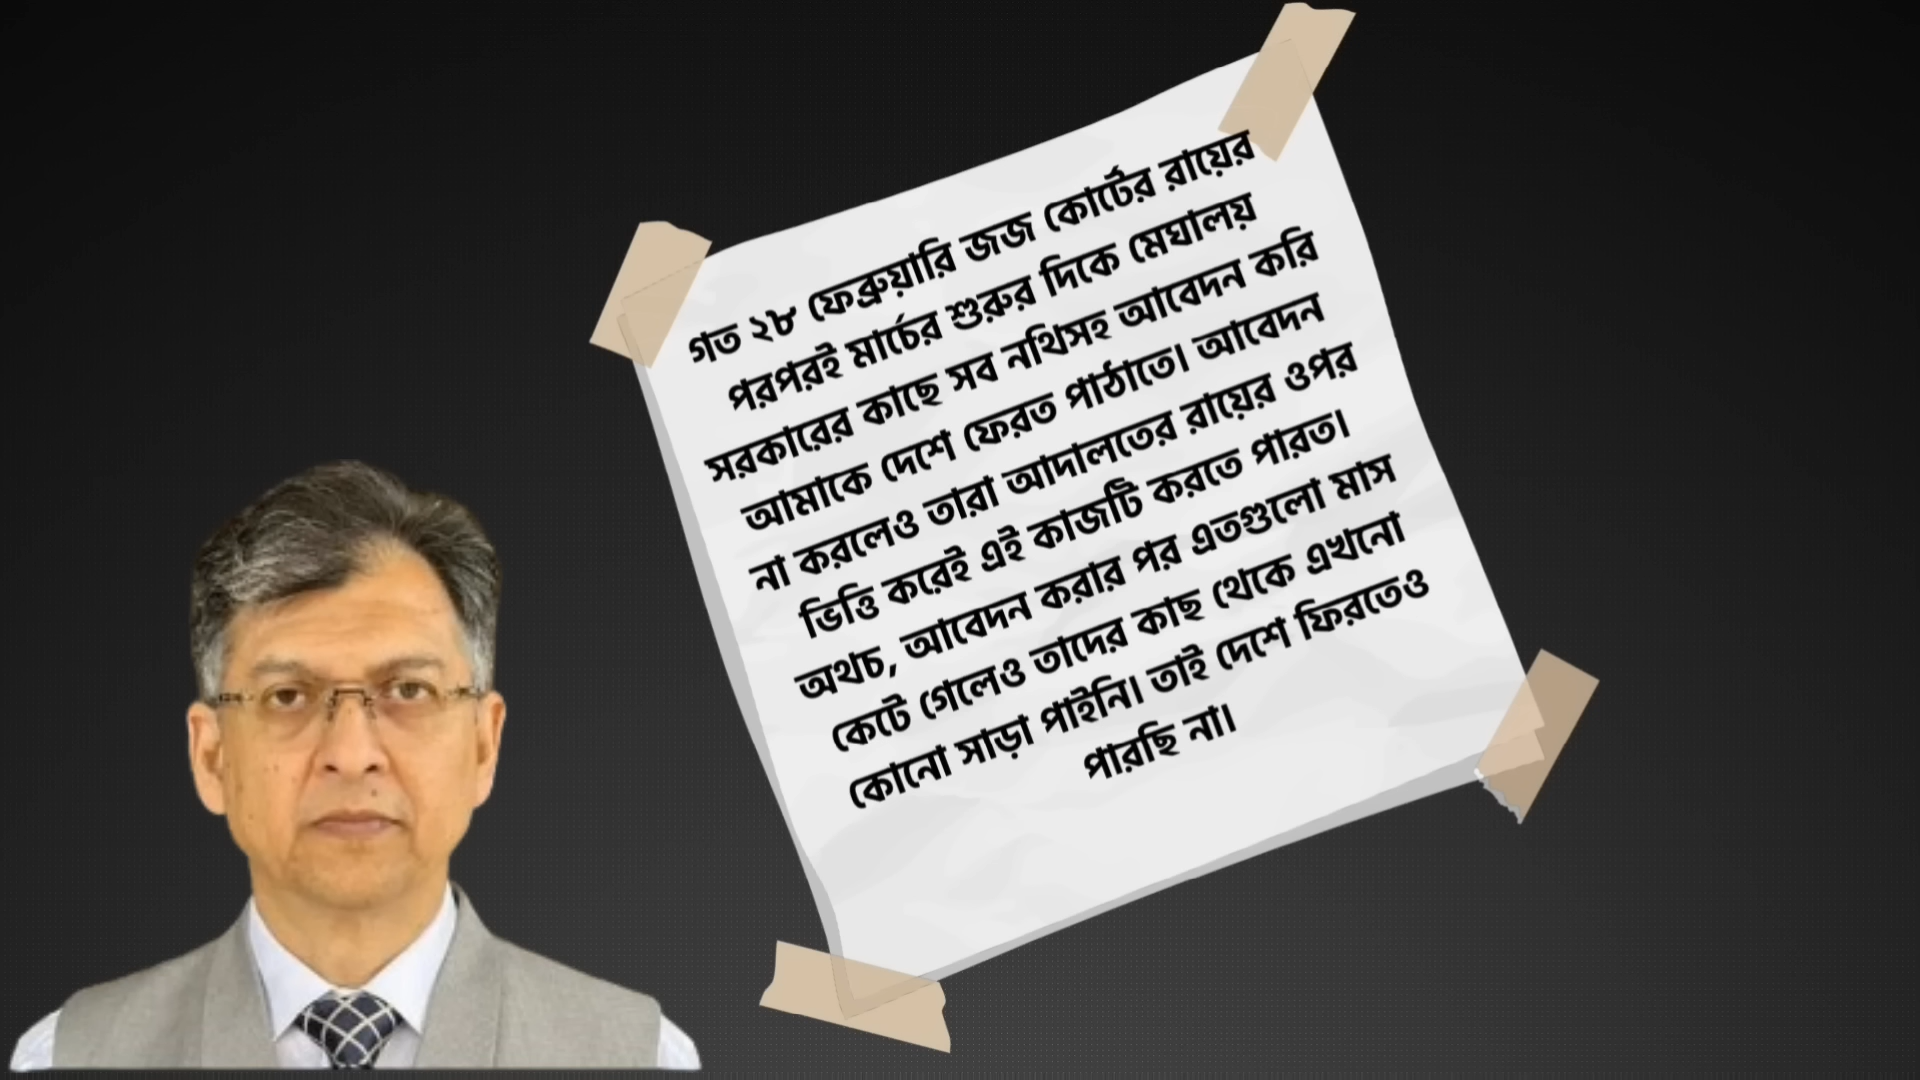 গত ২৮ ফেব্রুয়ারি জজ কোর্টের রায়ের
পরপরই মার্চের শুরুর দিকে মেঘালয়
সরকারের কাছে সব নথিসহ আবেদন করি
আমাকে দেশে ফেরত পাঠাতে। আবেদন
না করলেও তারা আদালতের রায়ের ওপর
ভিত্তি করেই এই কাজটি করতে পারত।
অথচ, আবেদন করার পর এতগুলো মাস
কেটে গেলেও তাদের কাছ থেকে এখনো
কোনো সাড়া পাইনি। তাই দেশে ফিরতেও
পারছি না।